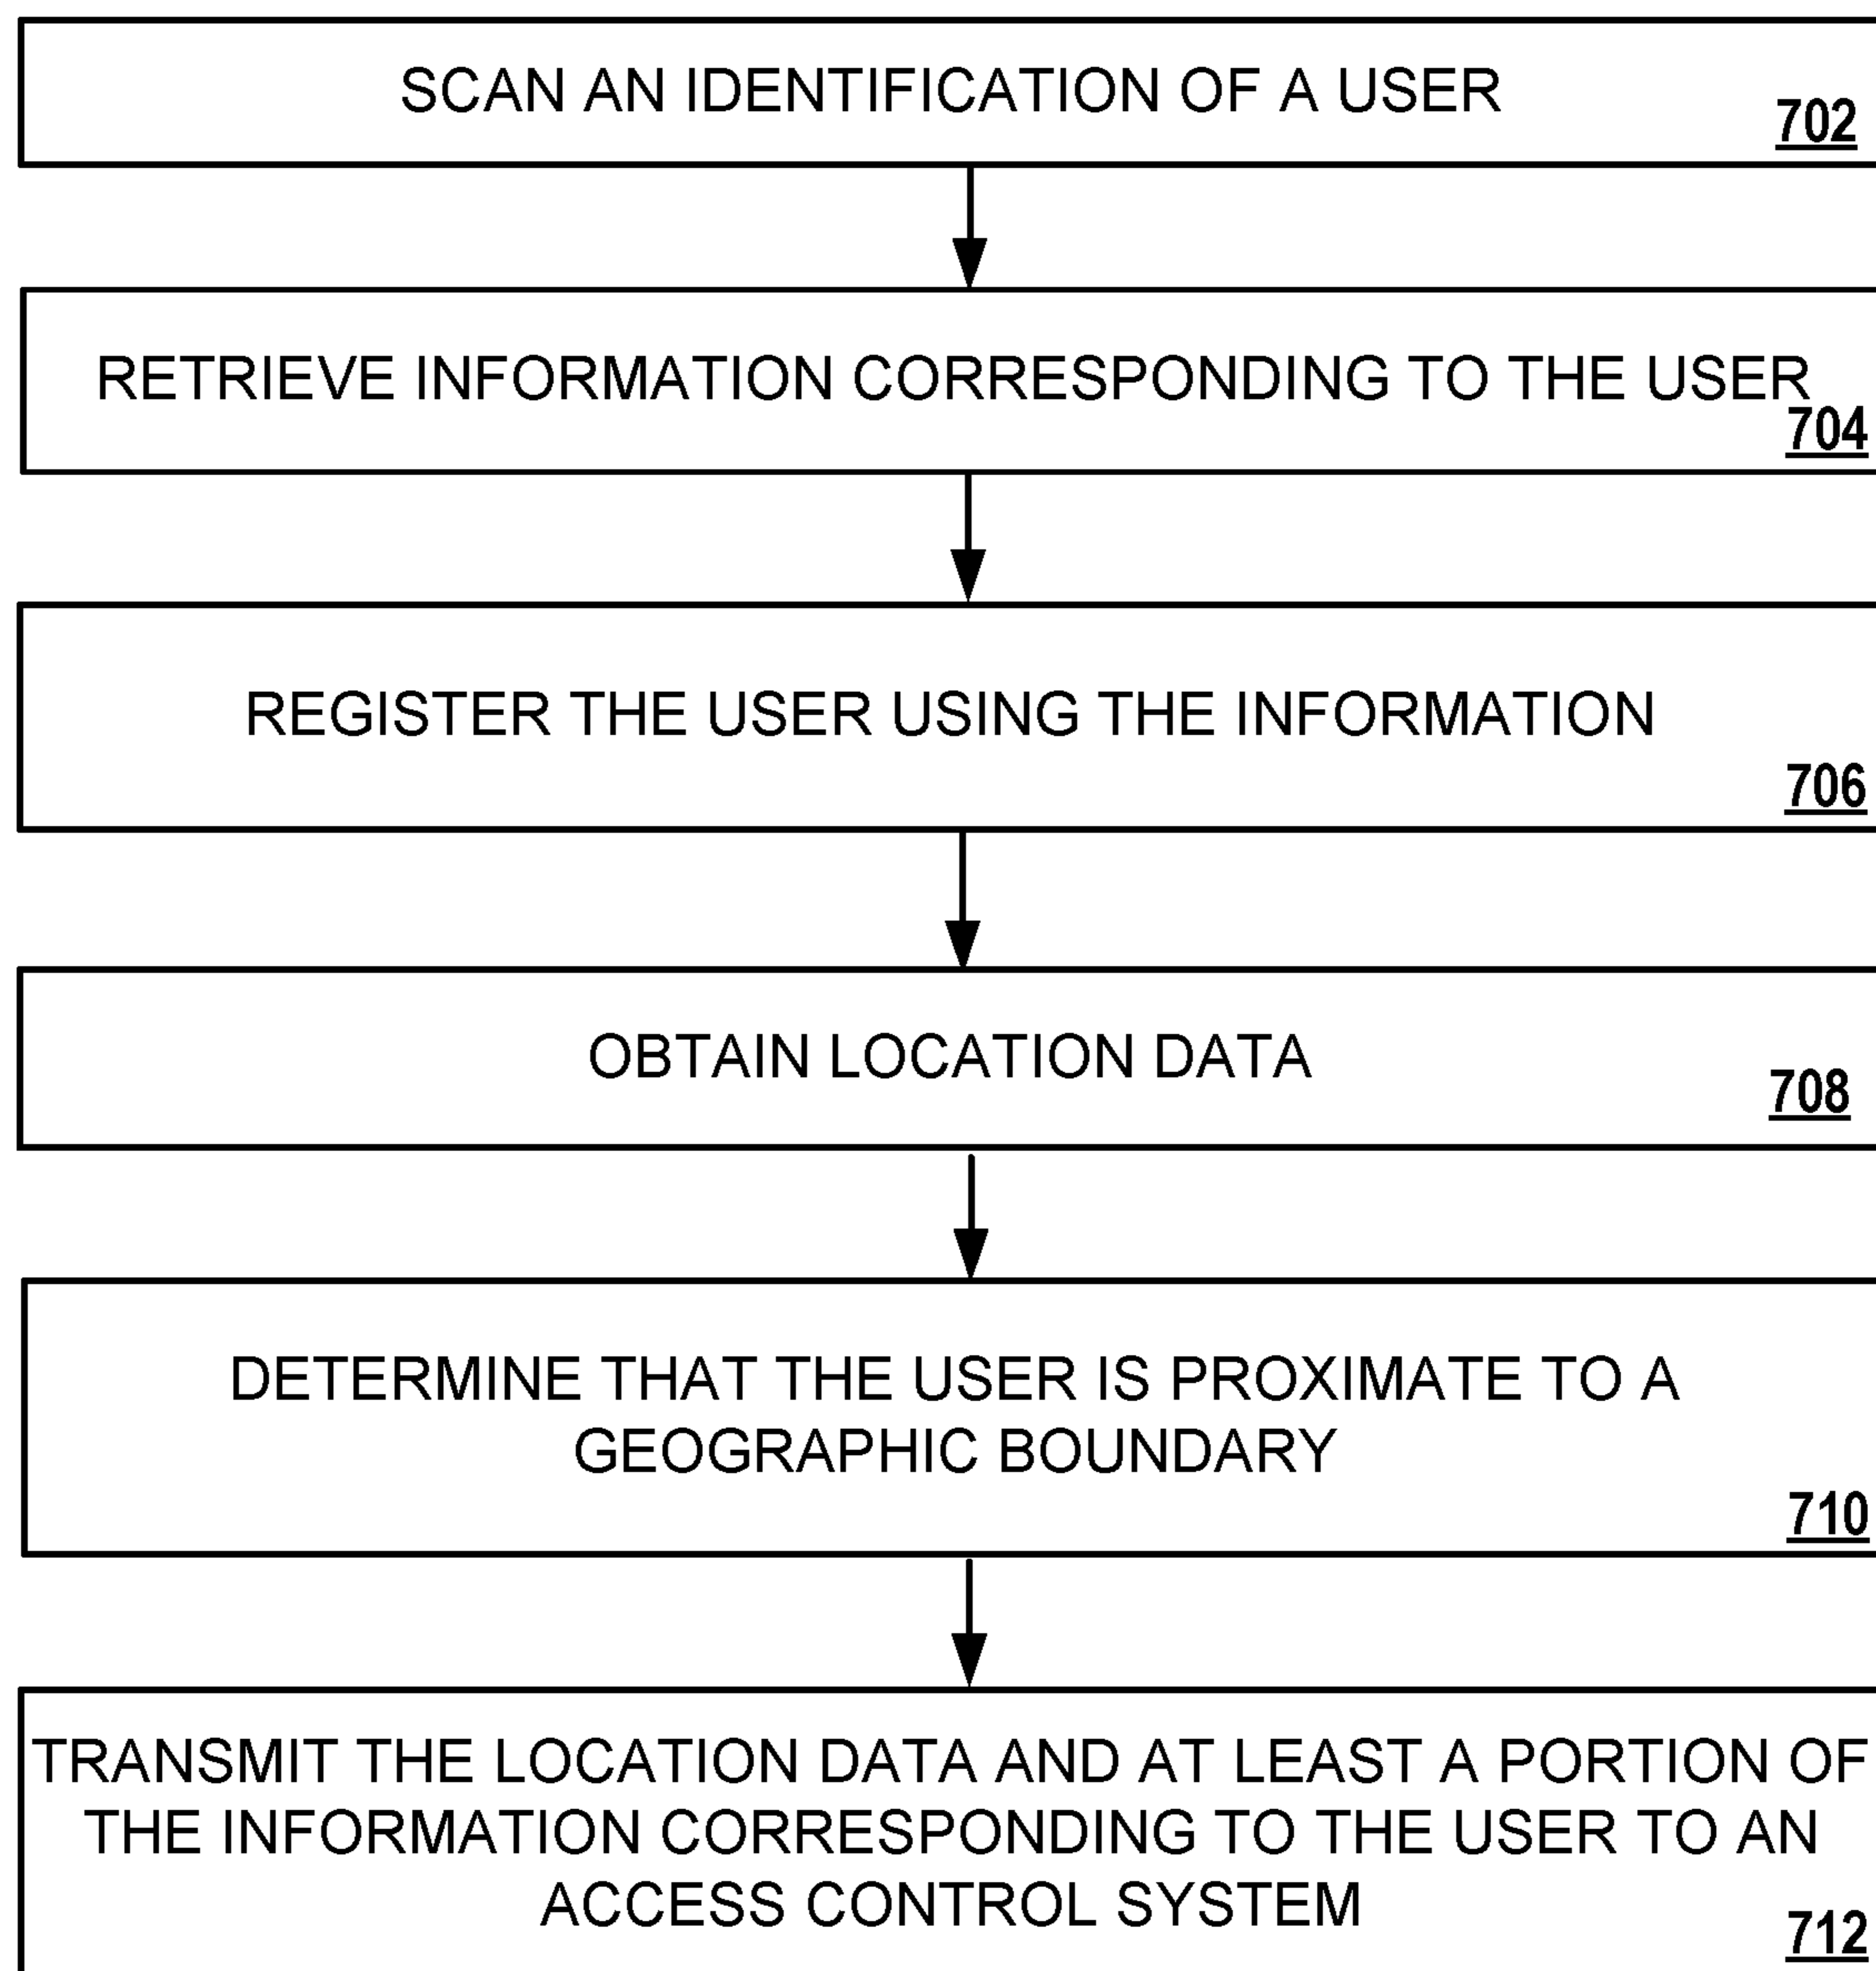 SCAN AN IDENTIFICATION OF A USER
702
RETRIEVE INFORMATION CORRESPONDING TO THE USER
704
REGISTER THE USER USING THE INFORMATION
706
OBTAIN LOCATION DATA
708
DETERMINE THAT THE USER IS PROXIMATE TO A
GEOGRAPHIC BOUNDARY
710
TRANSMIT THE LOCATION DATA AND AT LEAST A PORTION OF
THE INFORMATION CORRESPONDING TO THE USER TO AN
ACCESS CONTROL SYSTEM
712